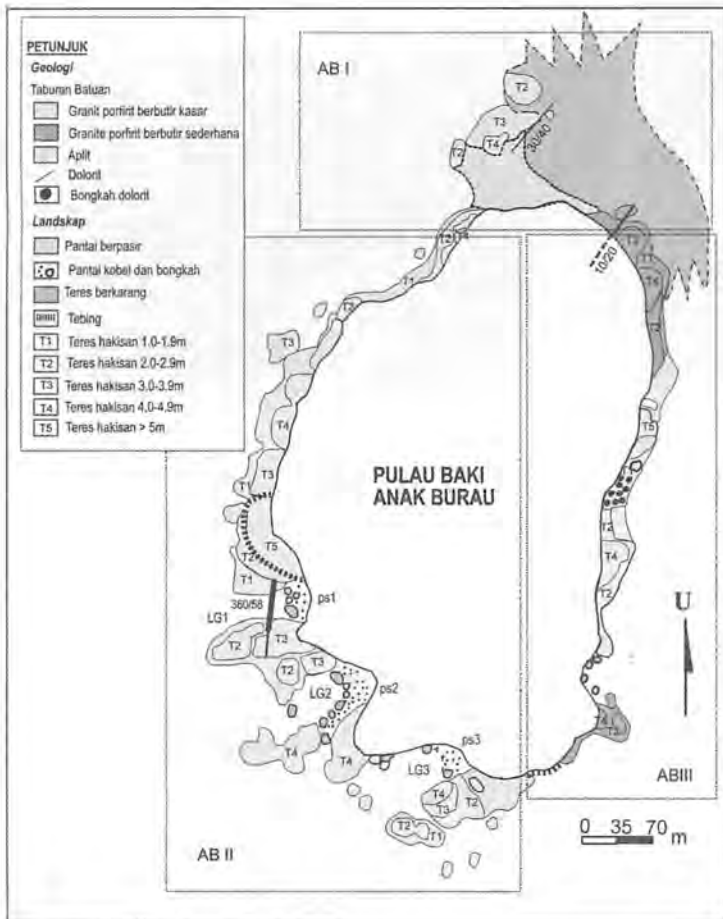 PETUNJUK
Geologi
Taburan Batuan
Granit porfirit berbutir kasar
Granite porfirit berbutir sederhana
Aplit
Dolorit
Bongkah dolorit
Landskap
Pantai berpasir
Pantai kobel dan bongkah
Teres berkarang
Tebing
T1 Teres hakisan 1.0-1.9m
T2 Teres hakisan 2.0-2.9m
T3 Teres hakisan 3.0-3.9m
T4 Teres hakisan 4.0-4.9m
T5 Teres hakisan > 5m
AB I
T2
T3
T4
T2
30/40
T2
T4
T1
T2
10/20
T3
T1
T4
T2
T3
T4
T3
T1
T5
T2
T1
360/58
ps1
LG1
T2
T3
T2
T3
LG2
ps2
T4
T4
ps3
LG3
T4
T3
T2
T2
T1
PULAU BAKI
ANAK BURAU
T5
T2
T4
T2
U
T4
T3
ABIII
0 35 70
m
AB II